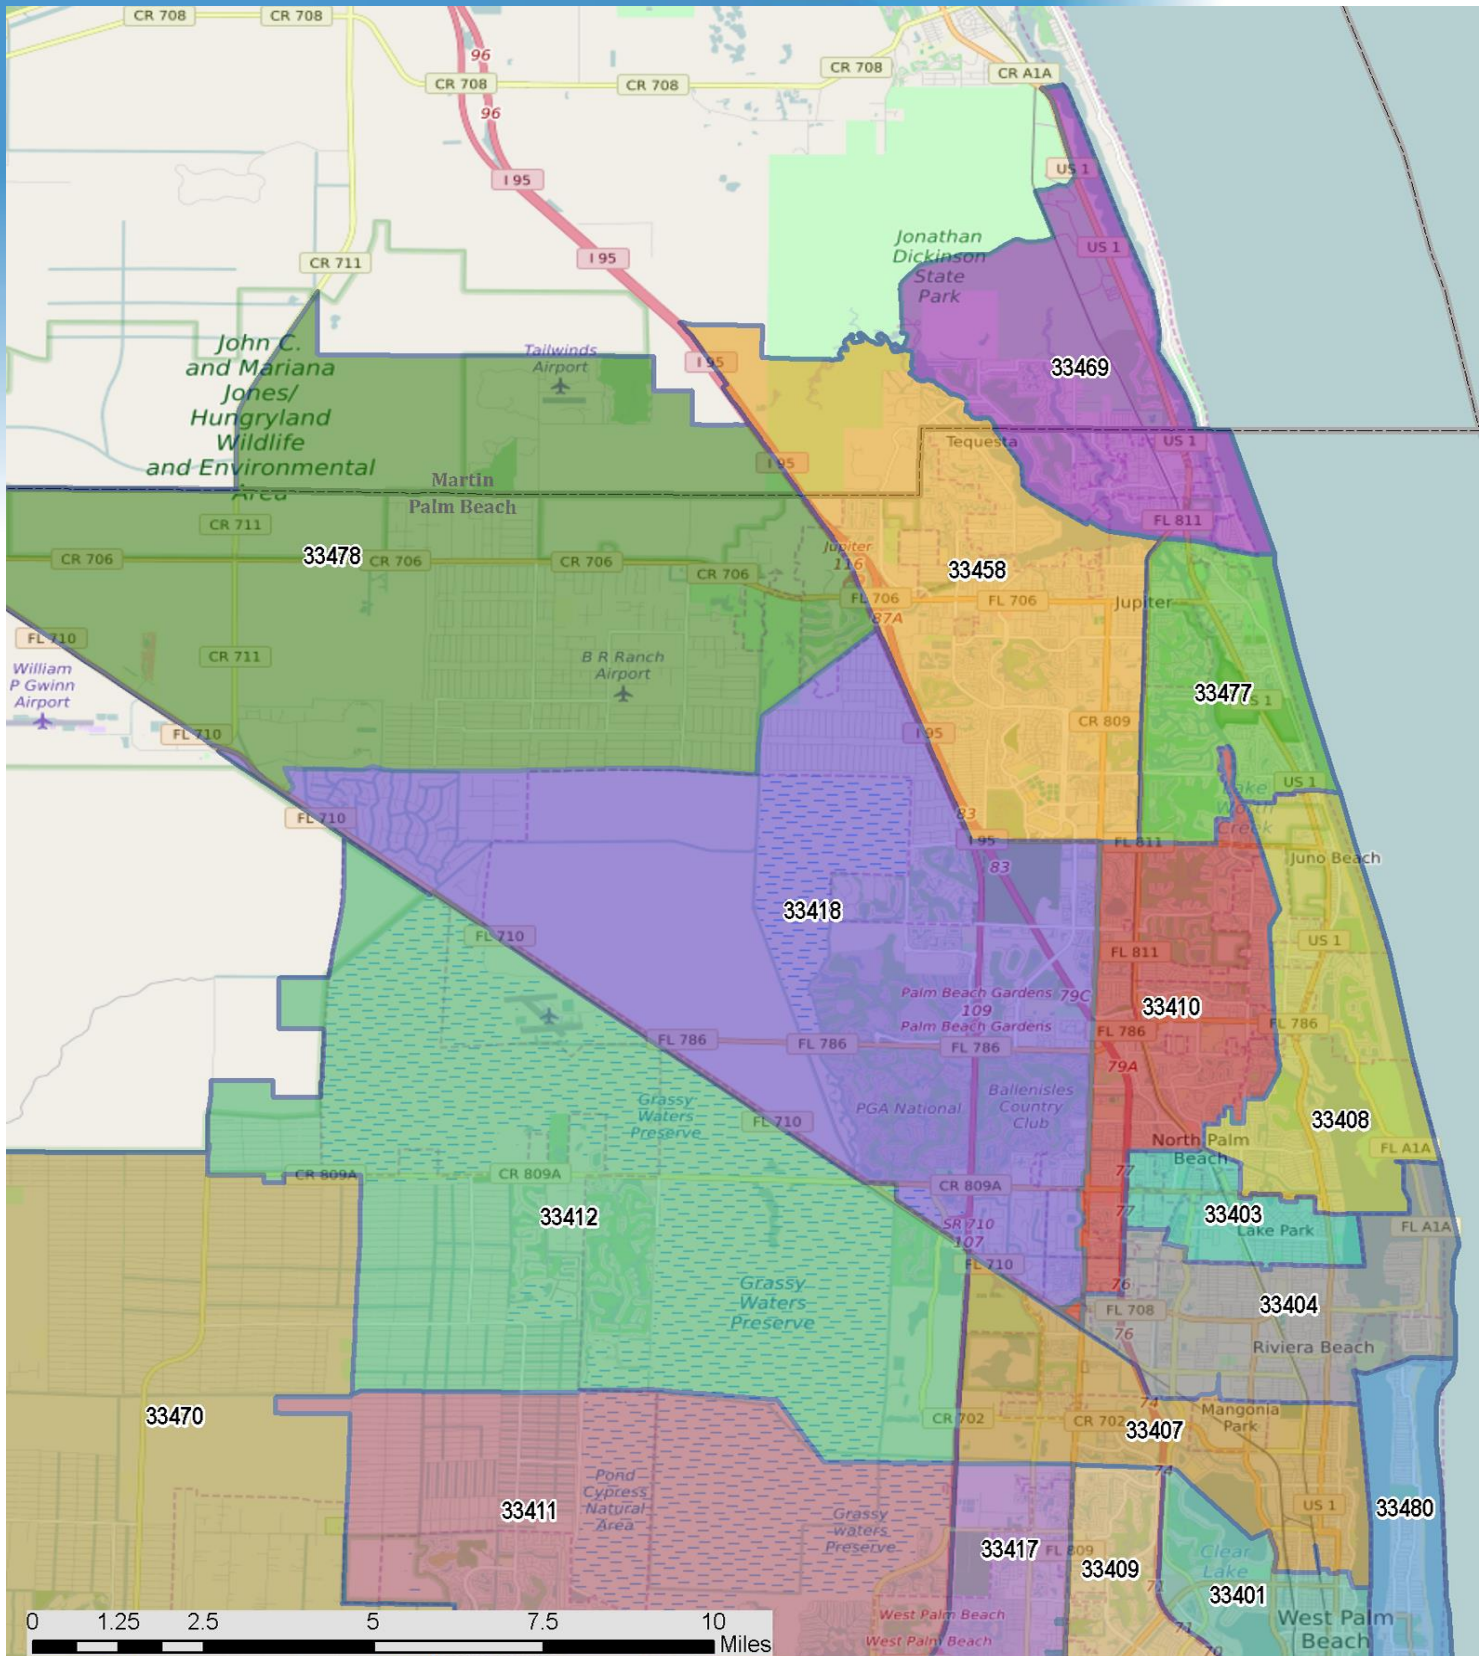 CR 708
CR 708
96
CR 708
CR 708
CR 708
CR A1A
96
I 95
US 1
Jonathan
Dickinson
State
Park
US 1
I 95
CR 711
John C.
and Mariana
Jones/
Hungryland
Wildlife
and Environmental
Area
Tailwinds
Airport
I 95
33469
I 95
Tequesta
US 1
Martin
Palm Beach
CR 711
FL 811
33478
CR 706
CR 706
CR 706
CR 706
Jupiter
116
33458
FL 706
FL 706
87A
Jupiter
FL 710
CR 711
William
P Gwinn
Airport
B R Ranch
Airport
33477
S 1
FL 710
I 95
CR 809
US 1
Lake
Worth
Creek
FL 710
83
I 95
FL 811
83
Juno Beach
33418
FL 710
US 1
FL 811
Palm Beach Gardens
109
Palm Beach Gardens
79C
33410
FL 786
FL 786
FL 786
FL 786
FL 786
79A
Grassy
Waters
Preserve
FL 710
PGA National
Ballenisles
Country
Club
33408
North Palm
Beach
FL A1A
CR 809A
CR 809A
CR 809A
77
33412
SR 710
107
77
33403
Lake Park
FL A1A
FL 710
Grassy
Waters
Preserve
76
FL 708
33404
76
Riviera Beach
33470
CR 702
CR 702
74
33407
Mangonia
Park
74
Pond
Cypress
Natural
Area
33411
Grassy
waters
Preserve
US 1
33480
33417
FL 809
33409
Clear
Lake
71
33401
West Palm Beach
West Palm Beach
71
70
West Palm
Beach
0 1.25 2.5 5 7.5 10
Miles